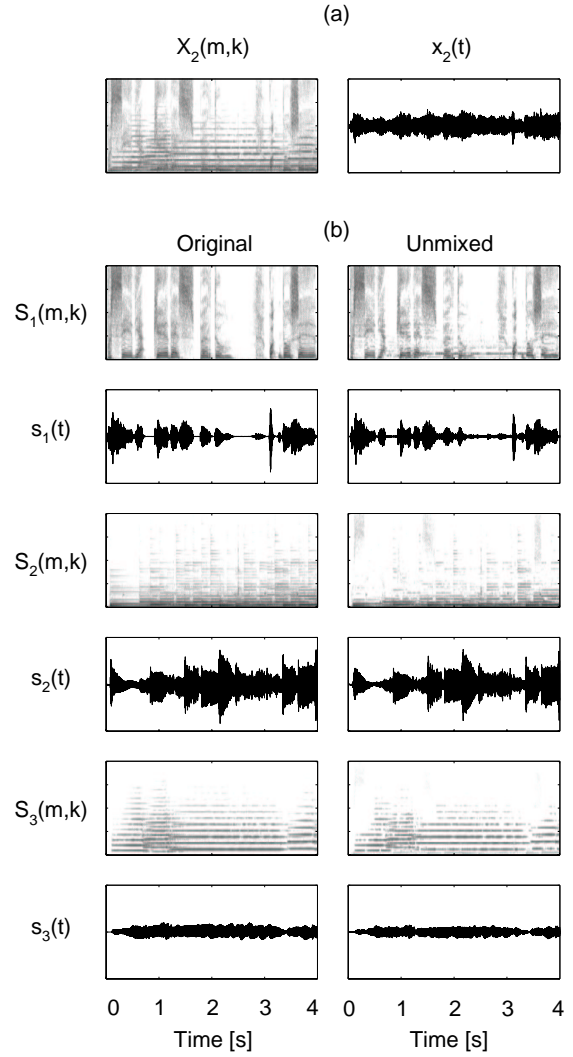 (a)
X₂(m,k) x₂(t)
(b)
Original Unmixed
S₁(m,k)
s₁(t)
S₂(m,k)
s₂(t)
S₃(m,k)
s₃(t)
0 1 2 3 4 0 1 2 3 4
Time [s] Time [s]